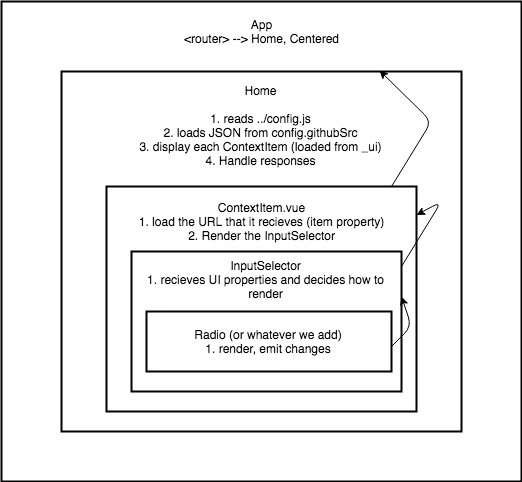 App
<router> --> Home, Centered
Home
1. reads ../config.js
2. loads JSON from config.githubSrc
3. display each ContextItem (loaded from _ui)
4. Handle responses
ContextItem.vue
1. load the URL that it recieves (item property)
2. Render the InputSelector
InputSelector
1. recieves UI properties and decides how to
render
Radio (or whatever we add)
1. render, emit changes